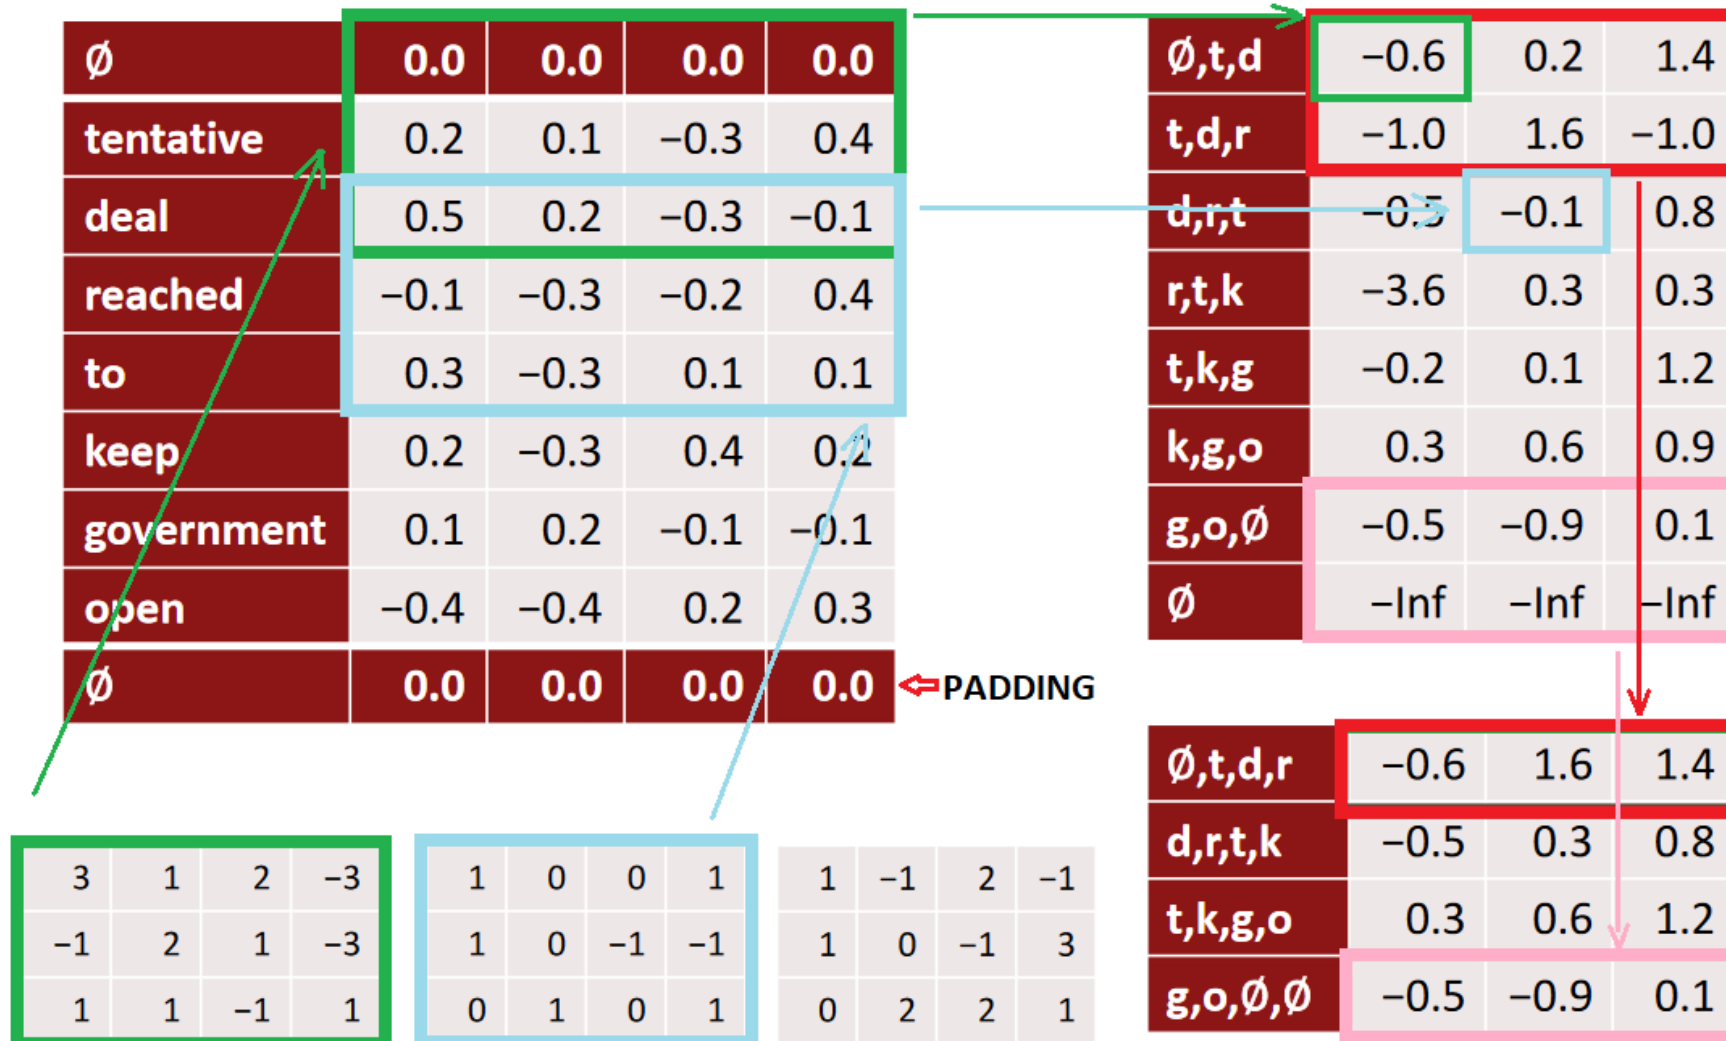 Ø 0.0 0.0 0.0 0.0
tentative 0.2 0.1 −0.3 0.4
deal 0.5 0.2 −0.3 −0.1
reached −0.1 −0.3 −0.2 0.4
to 0.3 −0.3 0.1 0.1
keep 0.2 −0.3 0.4 0.2
government 0.1 0.2 −0.1 −0.1
open −0.4 −0.4 0.2 0.3
Ø 0.0 0.0 0.0 0.0
PADDING
3 1 2 −3
−1 2 1 −3
1 1 −1 1
1 0 0 1
1 0 −1 −1
0 1 0 1
1 −1 2 −1
1 0 −1 3
0 2 2 1
Ø,t,d −0.6 0.2 1.4
t,d,r −1.0 1.6 −1.0
d,r,t −0.5 −0.1 0.8
r,t,k −3.6 0.3 0.3
t,k,g −0.2 0.1 1.2
k,g,o 0.3 0.6 0.9
g,o,Ø −0.5 −0.9 0.1
Ø −Inf −Inf −Inf
Ø,t,d,r −0.6 1.6 1.4
d,r,t,k −0.5 0.3 0.8
t,k,g,o 0.3 0.6 1.2
g,o,Ø,Ø −0.5 −0.9 0.1